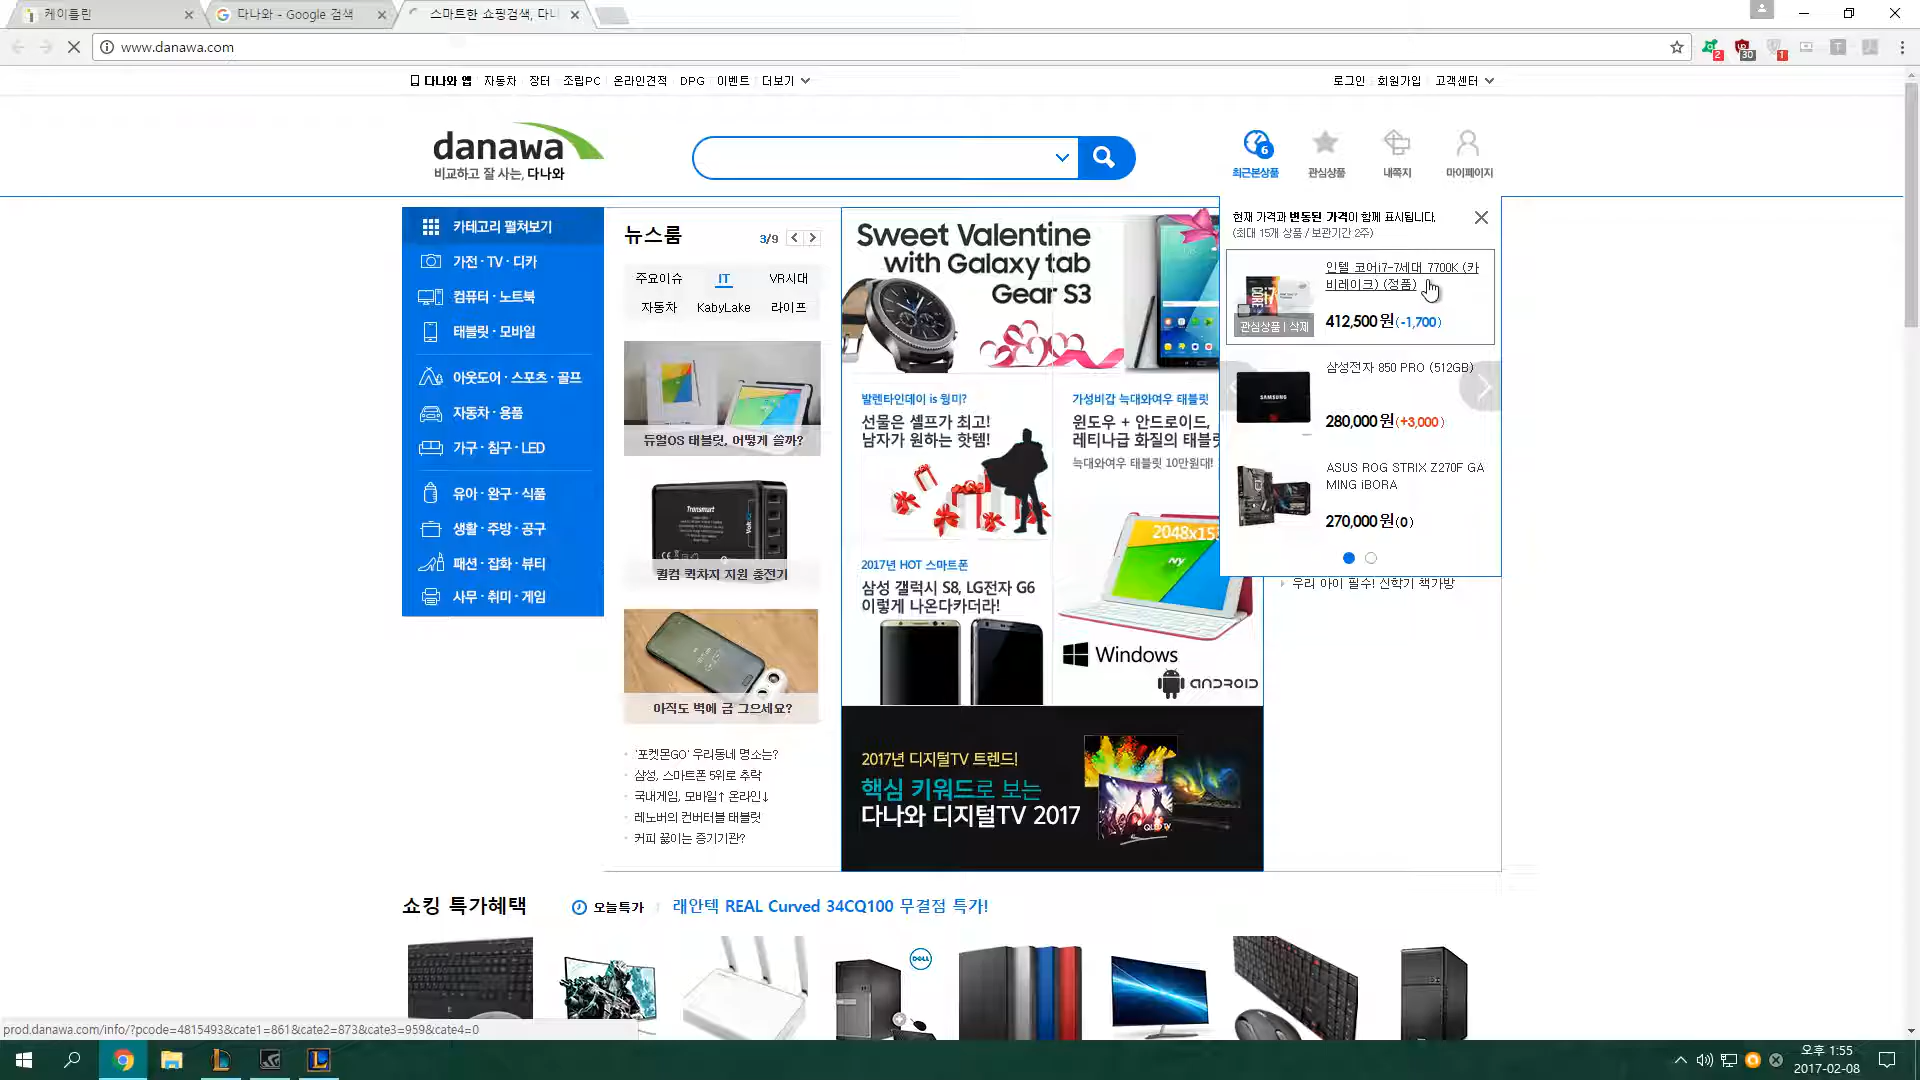 케이틀린
다나와 - Google 검색
스마트한 쇼핑검색, 다나
www.danawa.com
2
30
1
다나와 앱 자동차 장터 조립PC 온라인견적 DPG 이벤트 더보기
로그인 회원가입 고객센터
danawa
비교하고 잘 사는, 다나와
6
최근본상품 관심상품 내쪽지 마이페이지
카테고리 펼쳐보기
가전 · TV · 디카
컴퓨터 · 노트북
태블릿 · 모바일
아웃도어 · 스포츠 · 골프
자동차 · 용품
가구 · 침구 · LED
유아 · 완구 · 식품
생활 · 주방 · 공구
패션 · 잡화 · 뷰티
사무 · 취미 · 게임
뉴스룸
3/9
주요이슈 IT VR시대
자동차 KabyLake 라이프
듀얼OS 태블릿, 어떻게 쓸까?
Tronsmart
퀄컴 퀵차지 지원 충전기
아직도 벽에 금 그으세요?
'포켓몬GO' 우리동네 명소는?
삼성, 스마트폰 5위로 추락
국내게임, 모바일↑ 온라인↓
레노버의 컨버터블 태블릿
커피 끓이는 증기기관?
Sweet Valentine
with Galaxy tab
Gear S3
발렌타인데이 is 뭥미?
선물은 셀프가 최고!
남자가 원하는 핫템!
가성비갑 늑대와여우 태블릿
윈도우 + 안드로이드,
레티나급 화질의 태블릿
늑대와여우 태블릿 10만원대!
2017년 HOT 스마트폰
삼성 갤럭시 S8, LG전자 G6
이렇게 나온다카더라!
2048x153
Windows
ANDROID
2017년 디지털TV 트렌드!
핵심 키워드로 보는
다나와 디지털TV 2017
QLED TV
현재 가격과 변동된 가격이 함께 표시됩니다.
(최대 15개 상품 / 보관기간 2주)
인텔 코어i7-7세대 7700K (카
비레이크) (정품)
관심상품 | 삭제
412,500원(-1,700)
삼성전자 850 PRO (512GB)
SAMSUNG
280,000원(+3,000)
ASUS ROG STRIX Z270F GA
MING iBORA
270,000원(0)
우리 아이 필수! 신학기 책가방
쇼킹 특가혜택
오늘특가
래안텍 REAL Curved 34CQ100 무결점 특가!
DELL
prod.danawa.com/info/?pcode=4815493&cate1=861&cate2=873&cate3=959&cate4=0
오후 1:55
2017-02-08